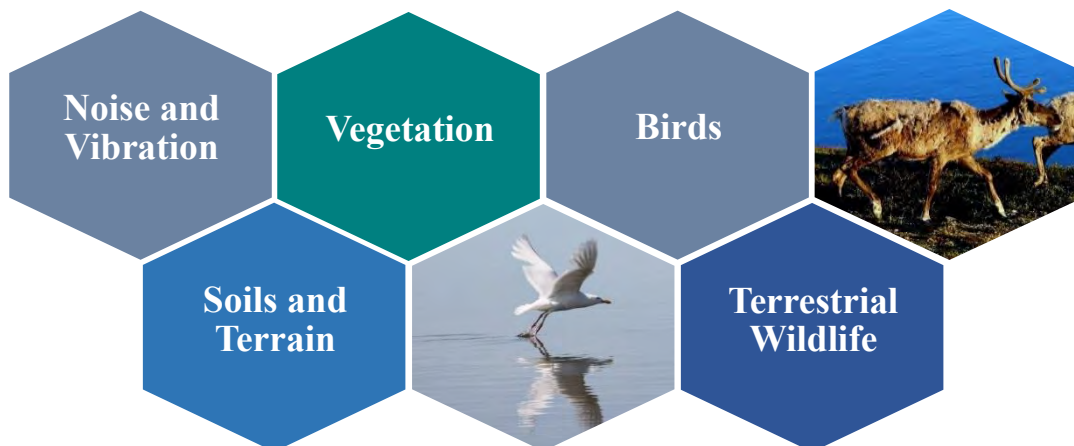 Noise and
Vibration
Vegetation
Birds
Soils and
Terrain
Terrestrial
Wildlife